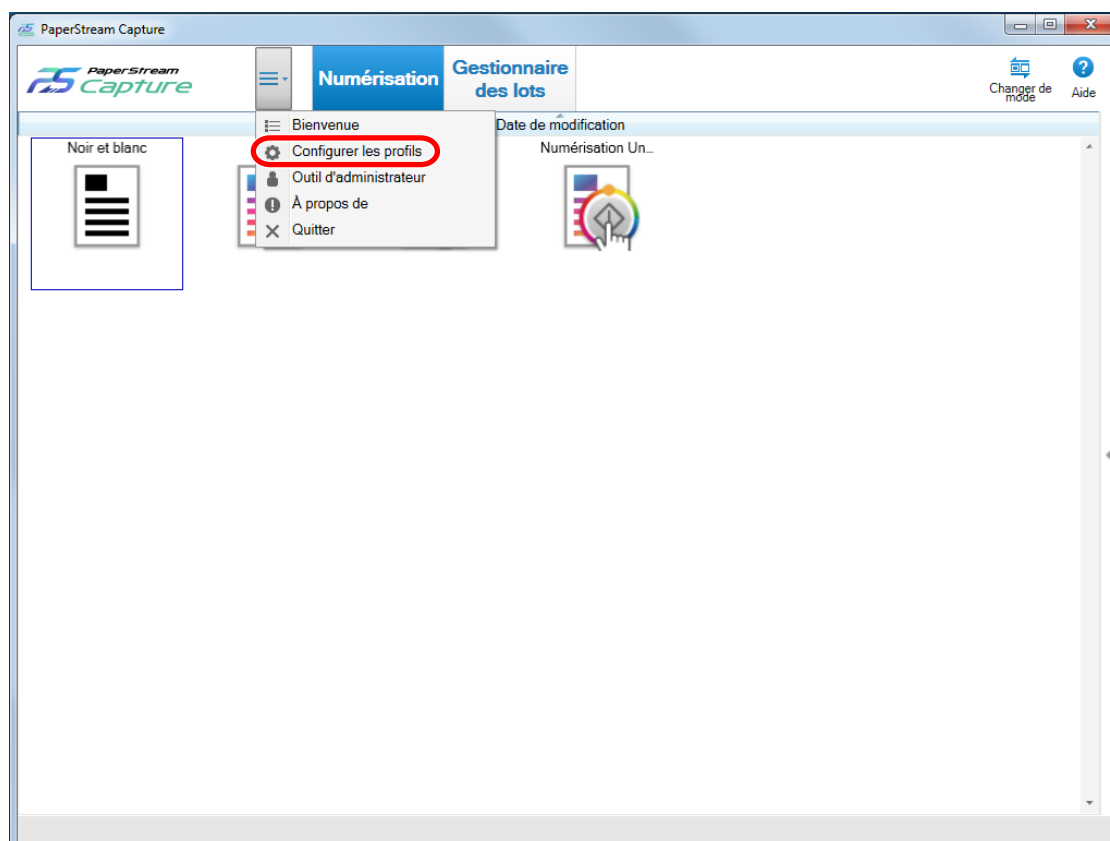 PaperStream Capture
PaperStream
Capture
Numérisation
Gestionnaire
des lots
Changer de
mode
Aide
Date de modification
Bienvenue
Configurer les profils
Outil d'administrateur
À propos de
Quitter
Noir et blanc
Numérisation Un...